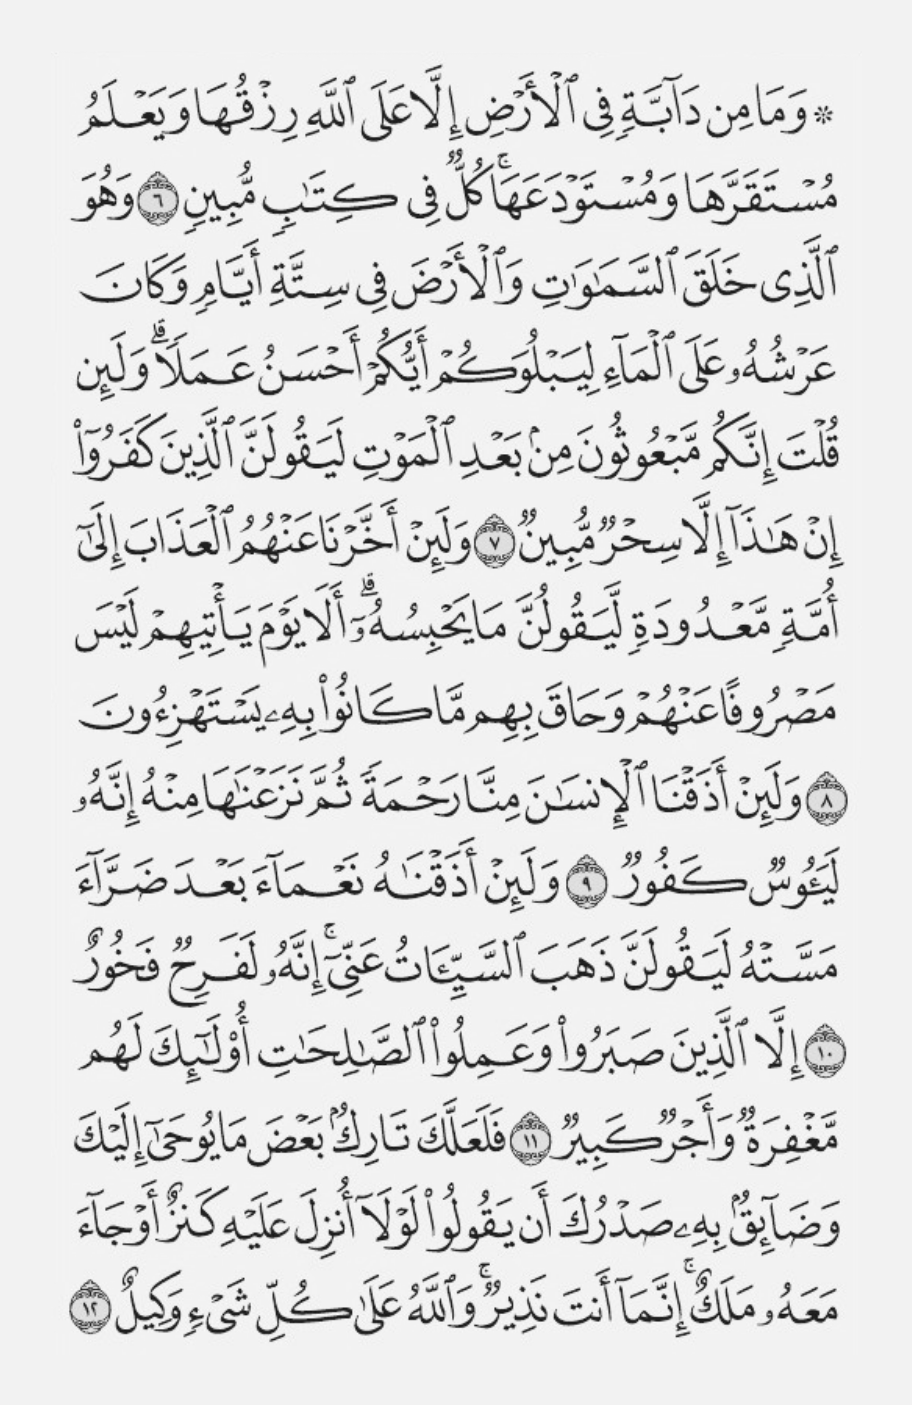 ۞ وَمَا مِن دَآبَّةٍ فِى ٱلْأَرْضِ إِلَّا عَلَى ٱللَّهِ رِزْقُهَا وَيَعْلَمُ
مُسْتَقَرَّهَا وَمُسْتَوْدَعَهَا ۚ كُلٌّ فِى كِتَٰبٍ مُّبِينٍ ٦ وَهُوَ
ٱلَّذِى خَلَقَ ٱلسَّمَٰوَٰتِ وَٱلْأَرْضَ فِى سِتَّةِ أَيَّامٍ وَكَانَ
عَرْشُهُۥ عَلَى ٱلْمَآءِ لِيَبْلُوَكُمْ أَيُّكُمْ أَحْسَنُ عَمَلًا ۗ وَلَئِن
قُلْتَ إِنَّكُم مَّبْعُوثُونَ مِنۢ بَعْدِ ٱلْمَوْتِ لَيَقُولَنَّ ٱلَّذِينَ كَفَرُوٓا۟
إِنْ هَٰذَآ إِلَّا سِحْرٌ مُّبِينٌ ٧ وَلَئِنْ أَخَّرْنَا عَنْهُمُ ٱلْعَذَابَ إِلَىٰٓ
أُمَّةٍ مَّعْدُودَةٍ لَّيَقُولُنَّ مَا يَحْبِسُهُۥٓ ۗ أَلَا يَوْمَ يَأْتِيهِمْ لَيْسَ
مَصْرُوفًا عَنْهُمْ وَحَاقَ بِهِم مَّا كَانُوا۟ بِهِۦ يَسْتَهْزِءُونَ
٨ وَلَئِنْ أَذَقْنَا ٱلْإِنسَٰنَ مِنَّا رَحْمَةً ثُمَّ نَزَعْنَٰهَا مِنْهُ إِنَّهُۥ
لَيَـُٔوسٌ كَفُورٌ ٩ وَلَئِنْ أَذَقْنَٰهُ نَعْمَآءَ بَعْدَ ضَرَّآءَ
مَسَّتْهُ لَيَقُولَنَّ ذَهَبَ ٱلسَّيِّـَٔاتُ عَنِّىٓ ۚ إِنَّهُۥ لَفَرِحٌ فَخُورٌ
١٠ إِلَّا ٱلَّذِينَ صَبَرُوا۟ وَعَمِلُوا۟ ٱلصَّٰلِحَٰتِ أُو۟لَٰٓئِكَ لَهُم
مَّغْفِرَةٌ وَأَجْرٌ كَبِيرٌ ١١ فَلَعَلَّكَ تَارِكٌۢ بَعْضَ مَا يُوحَىٰٓ إِلَيْكَ
وَضَآئِقٌۢ بِهِۦ صَدْرُكَ أَن يَقُولُوا۟ لَوْلَآ أُنزِلَ عَلَيْهِ كَنزٌ أَوْ جَآءَ
مَعَهُۥ مَلَكٌ ۚ إِنَّمَآ أَنتَ نَذِيرٌ ۚ وَٱللَّهُ عَلَىٰ كُلِّ شَىْءٍ وَكِيلٌ ١٢